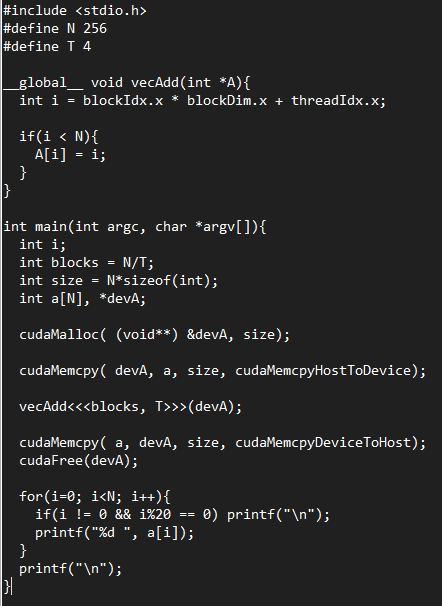 #include <stdio.h>
#define N 256
#define T 4

__global__ void vecAdd(int *A){
  int i = blockIdx.x * blockDim.x + threadIdx.x;

  if(i < N){
    A[i] = i;
  }
}

int main(int argc, char *argv[]){
  int i;
  int blocks = N/T;
  int size = N*sizeof(int);
  int a[N], *devA;

  cudaMalloc( (void**) &devA, size);

  cudaMemcpy( devA, a, size, cudaMemcpyHostToDevice);

  vecAdd<<<blocks, T>>>(devA);

  cudaMemcpy( a, devA, size, cudaMemcpyDeviceToHost);
  cudaFree(devA);

  for(i=0; i<N; i++){
    if(i != 0 && i%20 == 0) printf("\n");
    printf("%d ", a[i]);
  }
  printf("\n");
}